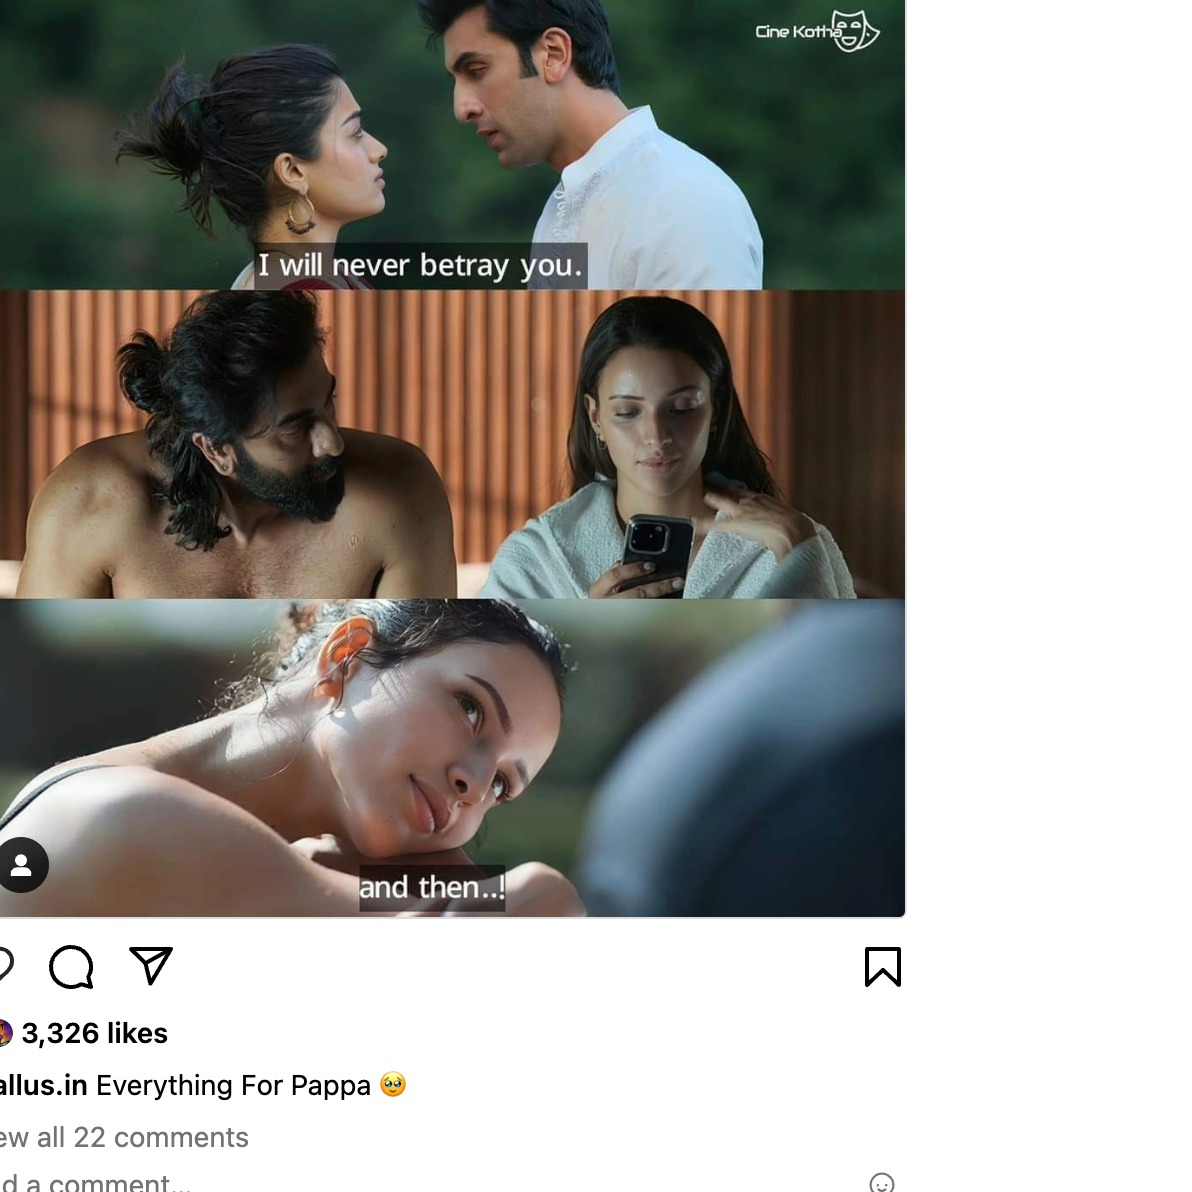 Cine Kotha
I will never betray you.
and then..!
3,326 likes
allus.in Everything For Pappa 🥹
ew all 22 comments
d a comment...